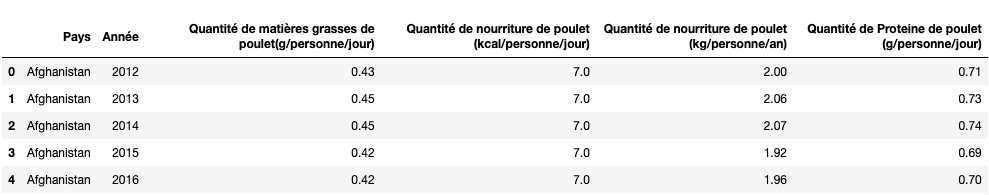 Pays Année Quantité de matières grasses de poulet(g/personne/jour) Quantité de nourriture de poulet (kcal/personne/jour) Quantité de nourriture de poulet (kg/personne/an) Quantité de Proteine de poulet (g/personne/jour)
0 Afghanistan 2012 0.43 7.0 2.00 0.71
1 Afghanistan 2013 0.45 7.0 2.06 0.73
2 Afghanistan 2014 0.45 7.0 2.07 0.74
3 Afghanistan 2015 0.42 7.0 1.92 0.69
4 Afghanistan 2016 0.42 7.0 1.96 0.70